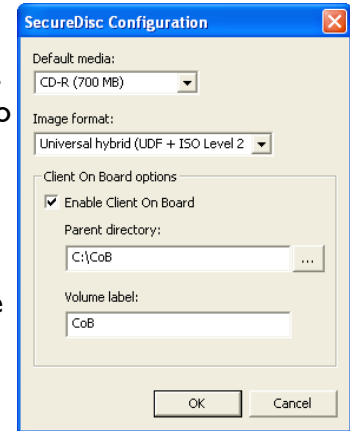 SecureDisc Configuration
Default media:
CD-R (700 MB)
o
Image format:
Universal hybrid (UDF + ISO Level 2
Client On Board options
Enable Client On Board
Parent directory:
C:\CoB
...
Volume label:
e
CoB
OK
Cancel